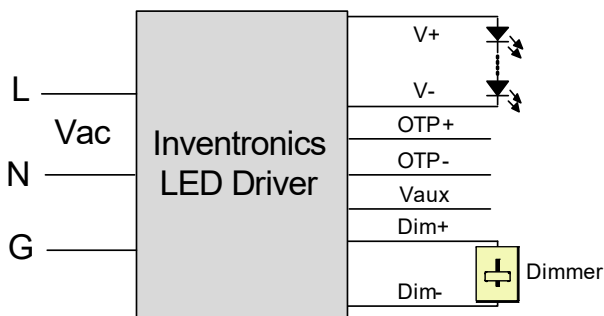 L
Vac
N
G
Inventronics
LED Driver
V+
V-
OTP+
OTP-
Vaux
Dim+
Dim-
Dimmer